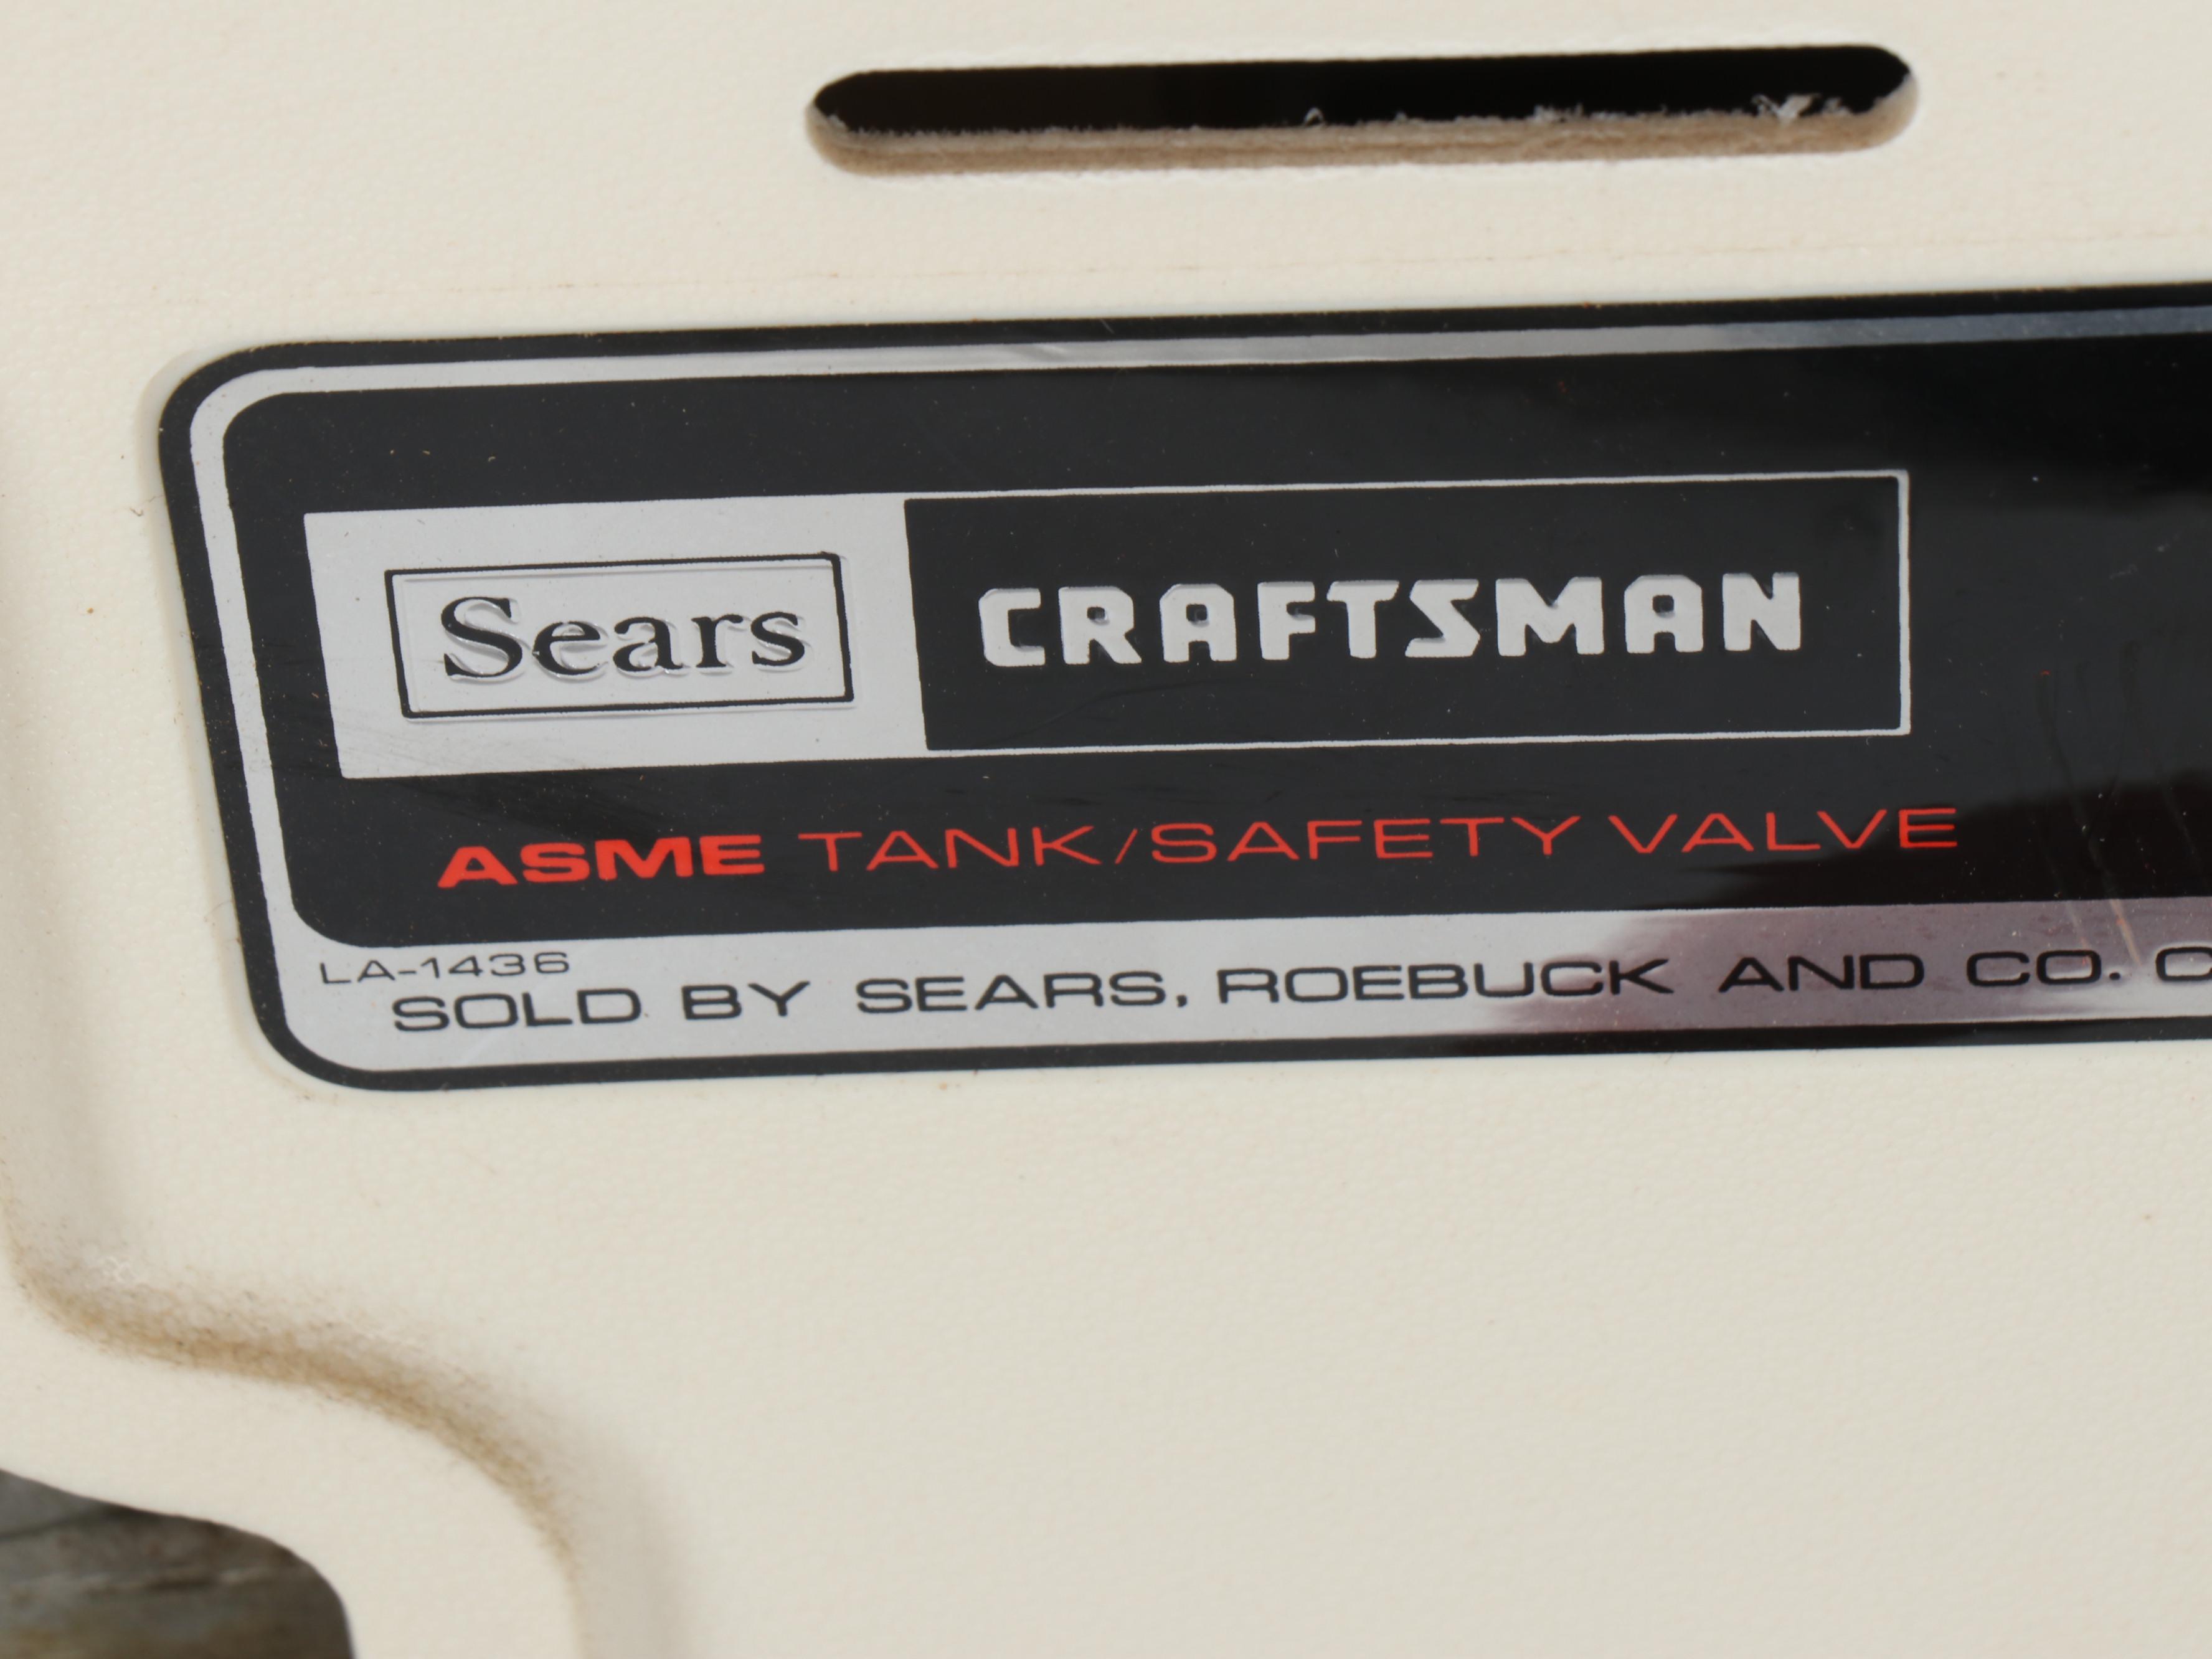 Sears CRAFTSMAN
ASME TANK/SAFETY VALVE
LA-1436
SOLD BY SEARS, ROEBUCK AND CO.